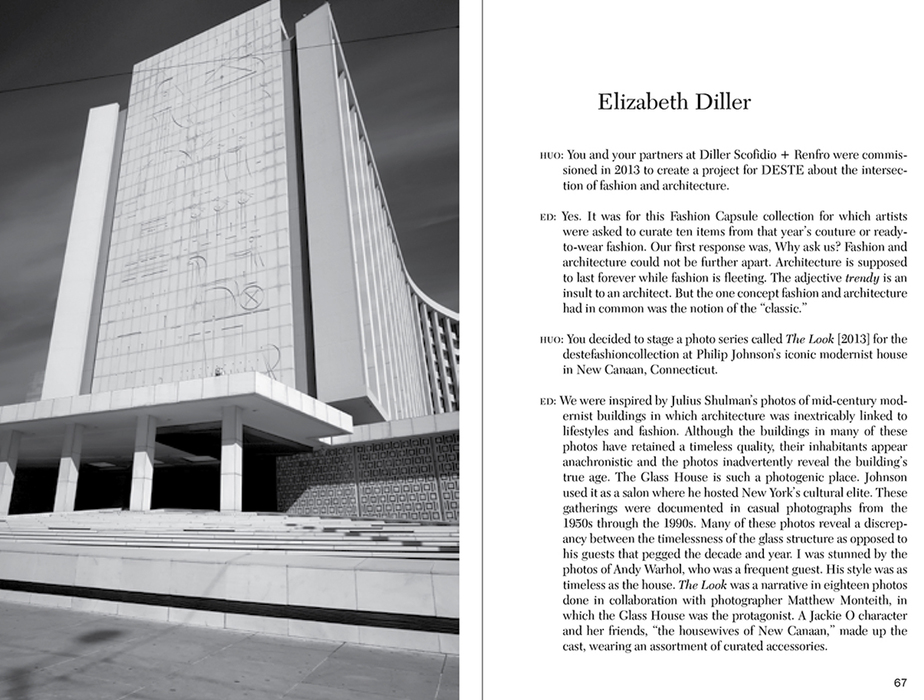 Elizabeth Diller
HUO: You and your partners at Diller Scofidio + Renfro were commis-
sioned in 2013 to create a project for DESTE about the intersec-
tion of fashion and architecture.
ED: Yes. It was for this Fashion Capsule collection for which artists
were asked to curate ten items from that year’s couture or ready-
to-wear fashion. Our first response was, Why ask us? Fashion and
architecture could not be further apart. Architecture is supposed
to last forever while fashion is fleeting. The adjective trendy is an
insult to an architect. But the one concept fashion and architecture
had in common was the notion of the “classic.”
HUO: You decided to stage a photo series called The Look [2013] for the
destefashioncollection at Philip Johnson’s iconic modernist house
in New Canaan, Connecticut.
ED: We were inspired by Julius Shulman’s photos of mid-century mod-
ernist buildings in which architecture was inextricably linked to
lifestyles and fashion. Although the buildings in many of these
photos have retained a timeless quality, their inhabitants appear
anachronistic and the photos inadvertently reveal the building’s
true age. The Glass House is such a photogenic place. Johnson
used it as a salon where he hosted New York’s cultural elite. These
gatherings were documented in casual photographs from the
1950s through the 1990s. Many of these photos reveal a discrep-
ancy between the timelessness of the glass structure as opposed to
his guests that pegged the decade and year. I was stunned by the
photos of Andy Warhol, who was a frequent guest. His style was as
timeless as the house. The Look was a narrative in eighteen photos
done in collaboration with photographer Matthew Monteith, in
which the Glass House was the protagonist. A Jackie O character
and her friends, “the housewives of New Canaan,” made up the
cast, wearing an assortment of curated accessories.
67